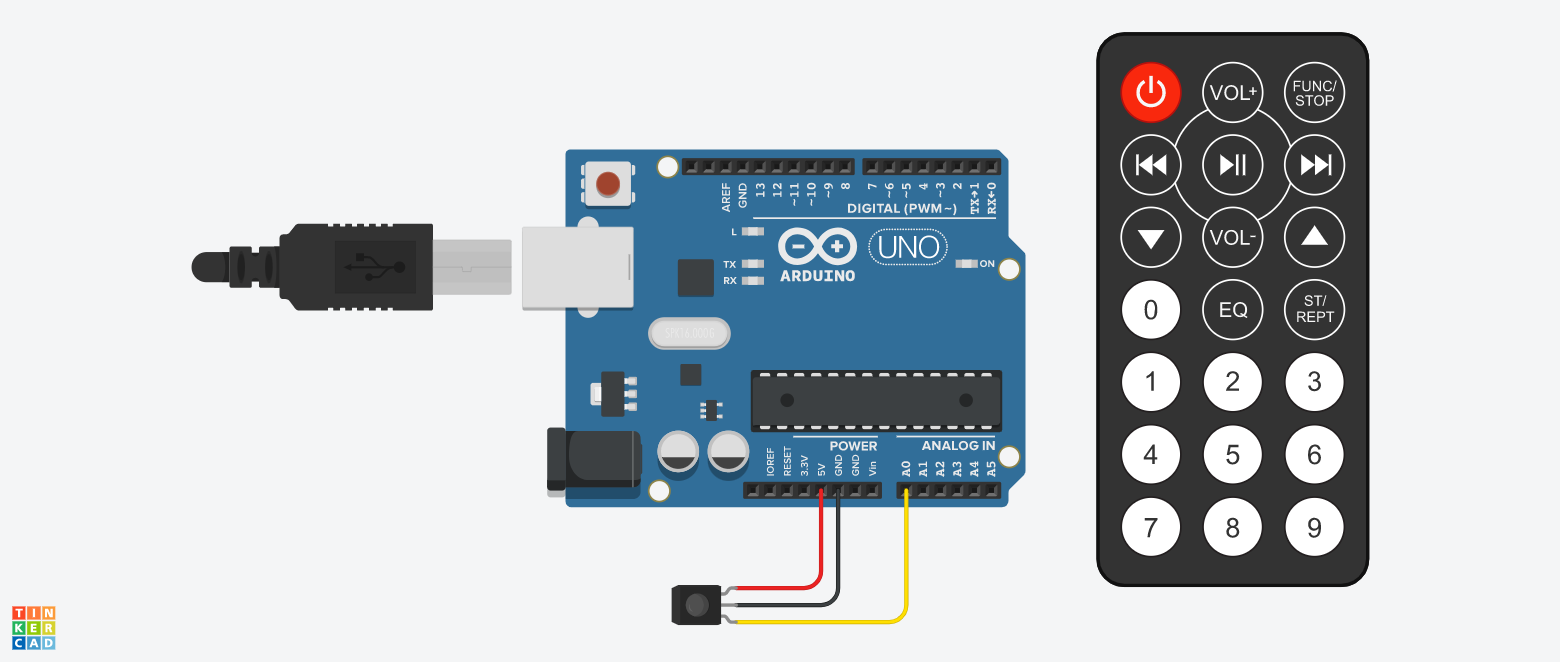 AREF
GND
13
12
~11
~10
~9
8
7
~6
~5
4
~3
2
TX→1
RX←0
DIGITAL (PWM~)
L
TX
RX
ARDUINO
UNO
ON
SPK16.000G
POWER
ANALOG IN
IOREF
RESET
3.3V
5V
GND
GND
Vin
A0
A1
A2
A3
A4
A5
VOL+
FUNC/
STOP
VOL-
0
EQ
ST/
REPT
1
2
3
4
5
6
7
8
9
TIN
KER
CAD